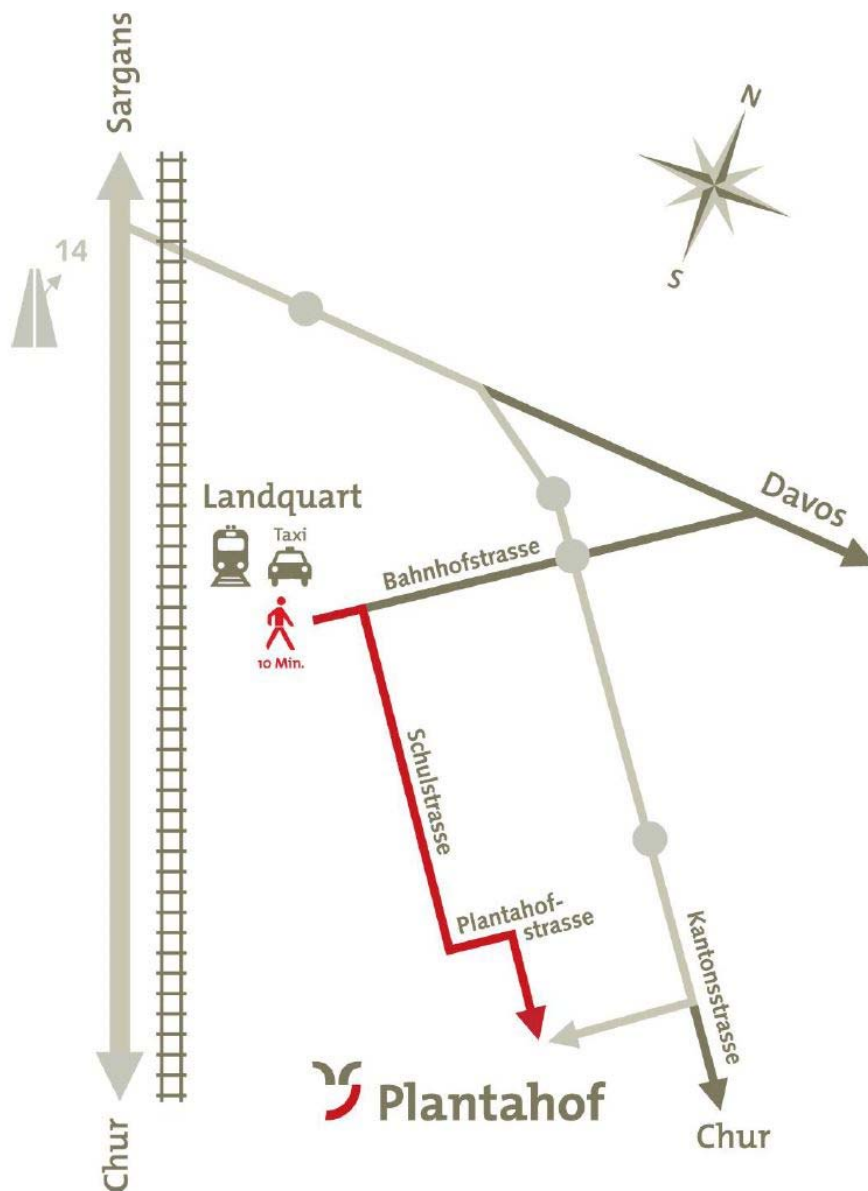 Sargans
N
S
14
Landquart
Taxi
10 Min.
Bahnhofstrasse
Davos
Schulstrasse
Plantahof-
strasse
Kantonsstrasse
Plantahof
Chur
Chur